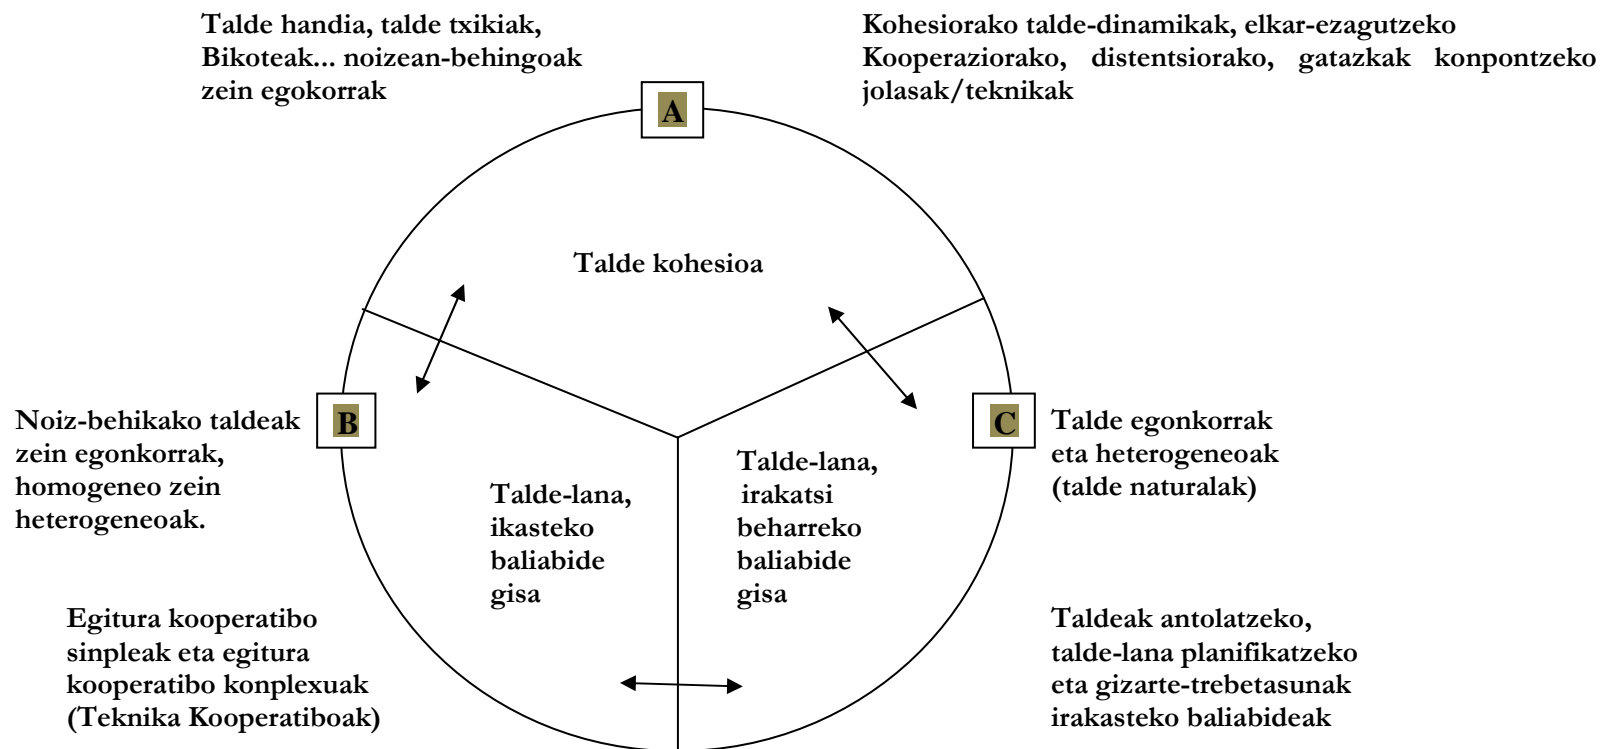 Talde handia, talde txikiak,
Bikoteak... noizean-behingoak
zein egokorrak
Kohesiorako talde-dinamikak, elkar-ezagutzeko
Kooperaziorako, distentsiorako, gatazkak konpontzeko
jolasak/teknikak
A
Talde kohesioa
B
Noiz-behikako taldeak
zein egonkorrak,
homogeneo zein
heterogeneoak.
C
Talde egonkorrak
eta heterogeneoak
(talde naturalak)
Talde-lana,
ikasteko
baliabide
gisa
Talde-lana,
irakatsi
beharreko
baliabide
gisa
Egitura kooperatibo
sinpleak eta egitura
kooperatibo konplexuak
(Teknika Kooperatiboak)
Taldeak antolatzeko,
talde-lana planifikatzeko
eta gizarte-trebetasunak
irakasteko baliabideak